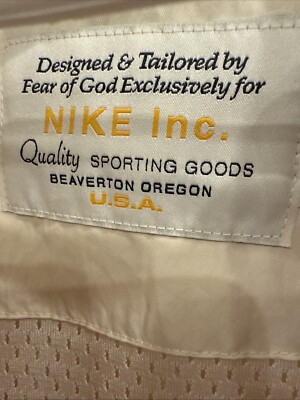 Designed & Tailored by
Fear of God Exclusively for
NIKE Inc.
Quality SPORTING GOODS
BEAVERTON OREGON
U.S.A.